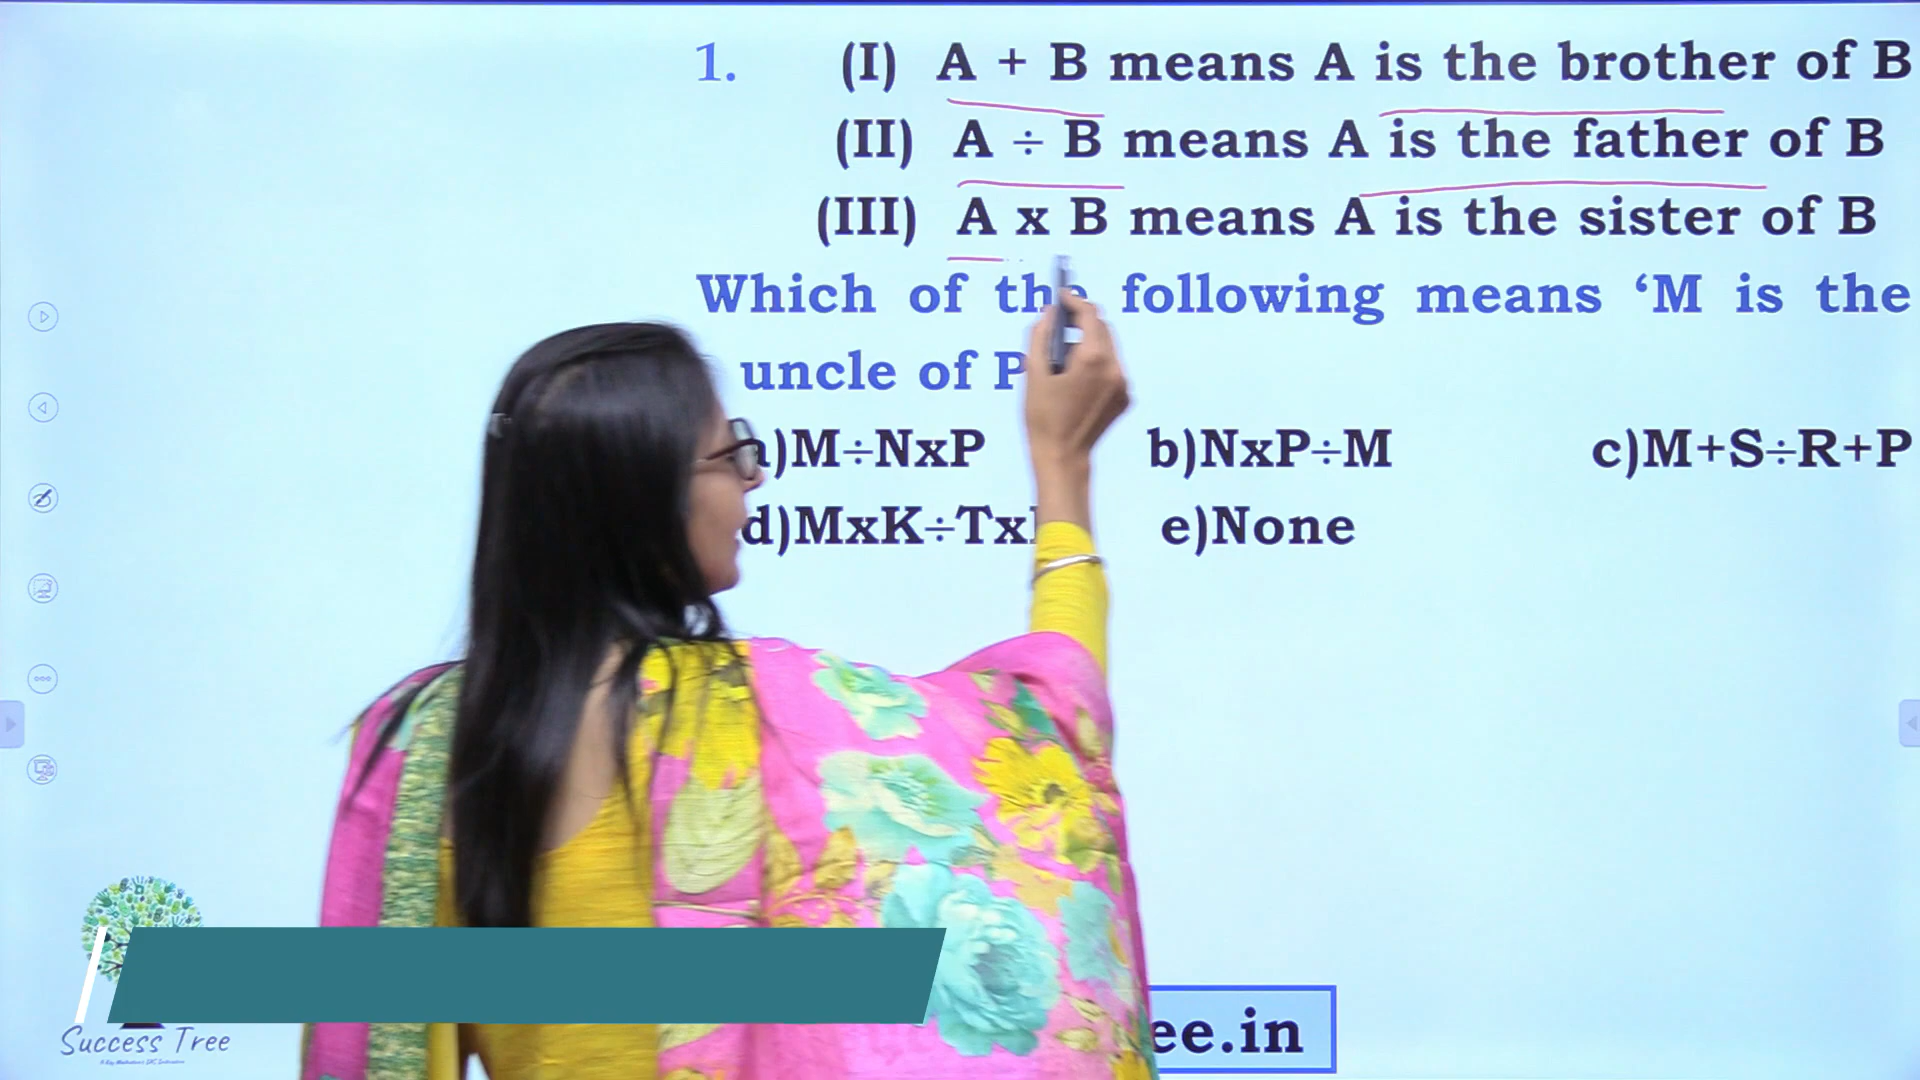 1. (I) A + B means A is the brother of B
(II) A ÷ B means A is the father of B
(III) A x B means A is the sister of B
Which of the following means ‘M is the
uncle of P
a)M÷NxP b)NxP÷M c)M+S÷R+P
d)MxK÷Tx e)None
Success Tree
ee.in